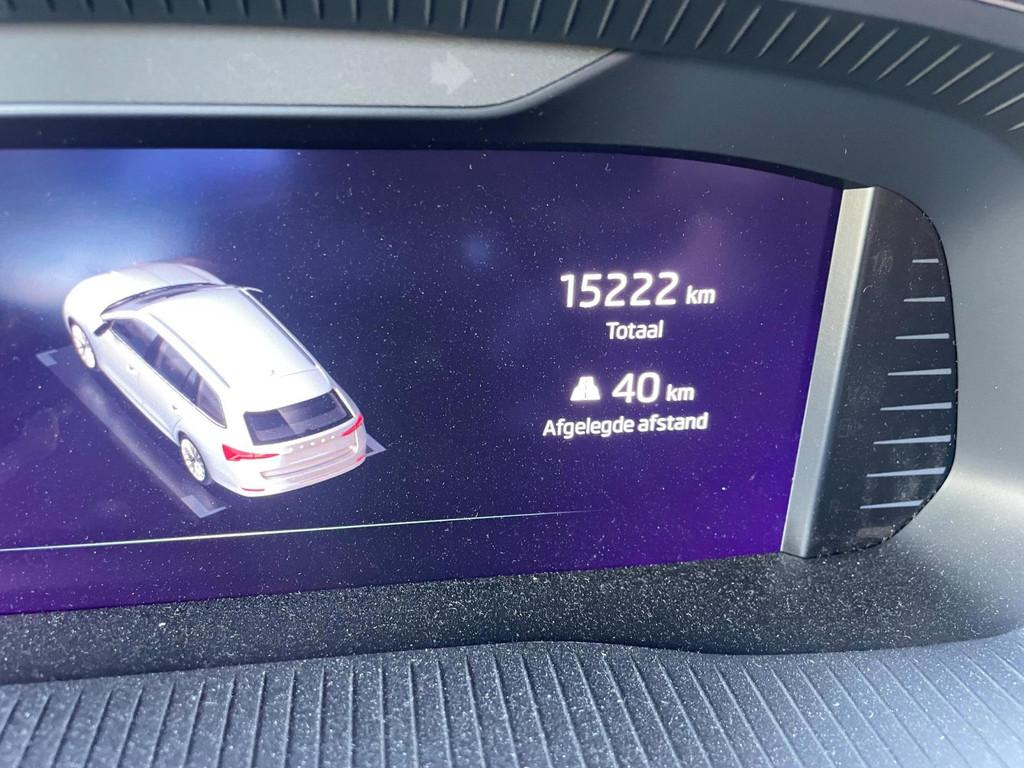 15222 km
Totaal
40 km
Afgelegde afstand